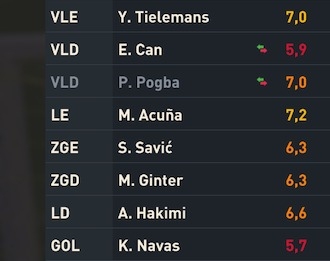 VLE Y. Tielemans 7,0
VLD E. Can 5,9
VLD P. Pogba 7,0
LE M. Acuña 7,2
ZGE S. Savić 6,3
ZGD M. Ginter 6,3
LD A. Hakimi 6,6
GOL K. Navas 5,7